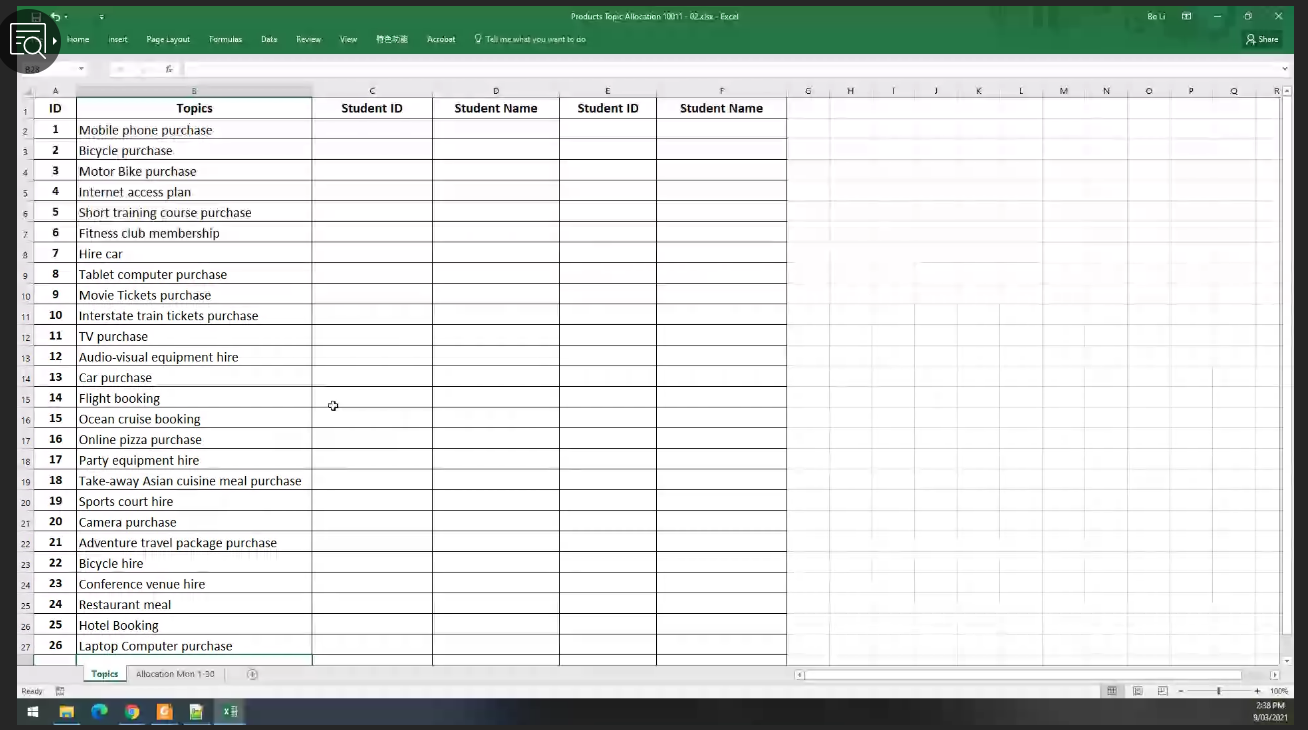 Products Topic Allocation 10011 - 02.xlsx - Excel
Bo Li
Home Insert Page Layout Formulas Data Review View 特色功能 Acrobat Tell me what you want to do
Share
B28 fx
A B C D E F G H I J K L M N O P Q R
1 ID Topics Student ID Student Name Student ID Student Name
2 1 Mobile phone purchase
3 2 Bicycle purchase
4 3 Motor Bike purchase
5 4 Internet access plan
6 5 Short training course purchase
7 6 Fitness club membership
8 7 Hire car
9 8 Tablet computer purchase
10 9 Movie Tickets purchase
11 10 Interstate train tickets purchase
12 11 TV purchase
13 12 Audio-visual equipment hire
14 13 Car purchase
15 14 Flight booking
16 15 Ocean cruise booking
17 16 Online pizza purchase
18 17 Party equipment hire
19 18 Take-away Asian cuisine meal purchase
20 19 Sports court hire
21 20 Camera purchase
22 21 Adventure travel package purchase
23 22 Bicycle hire
24 23 Conference venue hire
25 24 Restaurant meal
26 25 Hotel Booking
27 26 Laptop Computer purchase
Topics Allocation Mon 1-30
Ready 100%
2:38 PM
9/03/2021